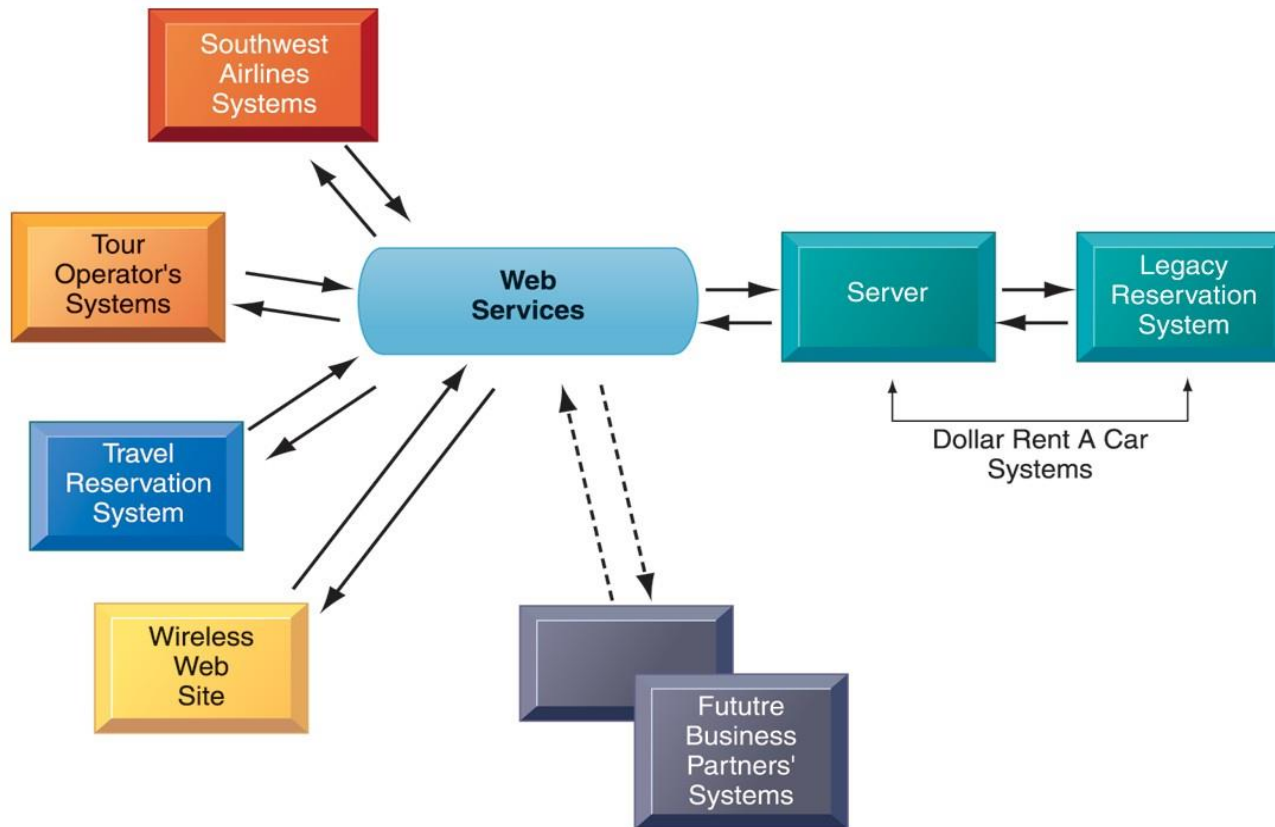 Southwest
Airlines
Systems
Tour
Operator's
Systems
Web
Services
Server
Legacy
Reservation
System
Dollar Rent A Car
Systems
Travel
Reservation
System
Wireless
Web
Site
Fututre
Business
Partners'
Systems